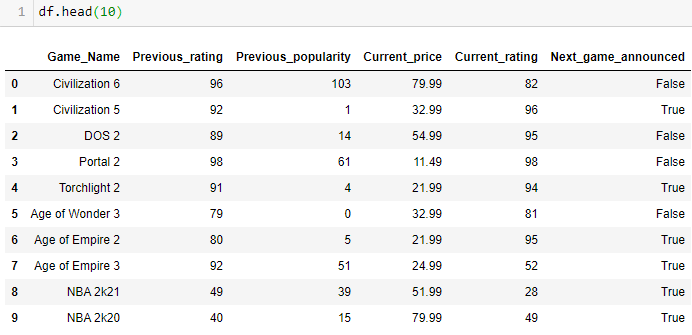 1 df.head(10)
Game_Name Previous_rating Previous_popularity Current_price Current_rating Next_game_announced
0 Civilization 6 96 103 79.99 82 False
1 Civilization 5 92 1 32.99 96 True
2 DOS 2 89 14 54.99 95 False
3 Portal 2 98 61 11.49 98 False
4 Torchlight 2 91 4 21.99 94 True
5 Age of Wonder 3 79 0 32.99 81 False
6 Age of Empire 2 80 5 21.99 95 True
7 Age of Empire 3 92 51 24.99 52 True
8 NBA 2k21 49 39 51.99 28 True
9 NBA 2k20 40 15 79.99 49 True